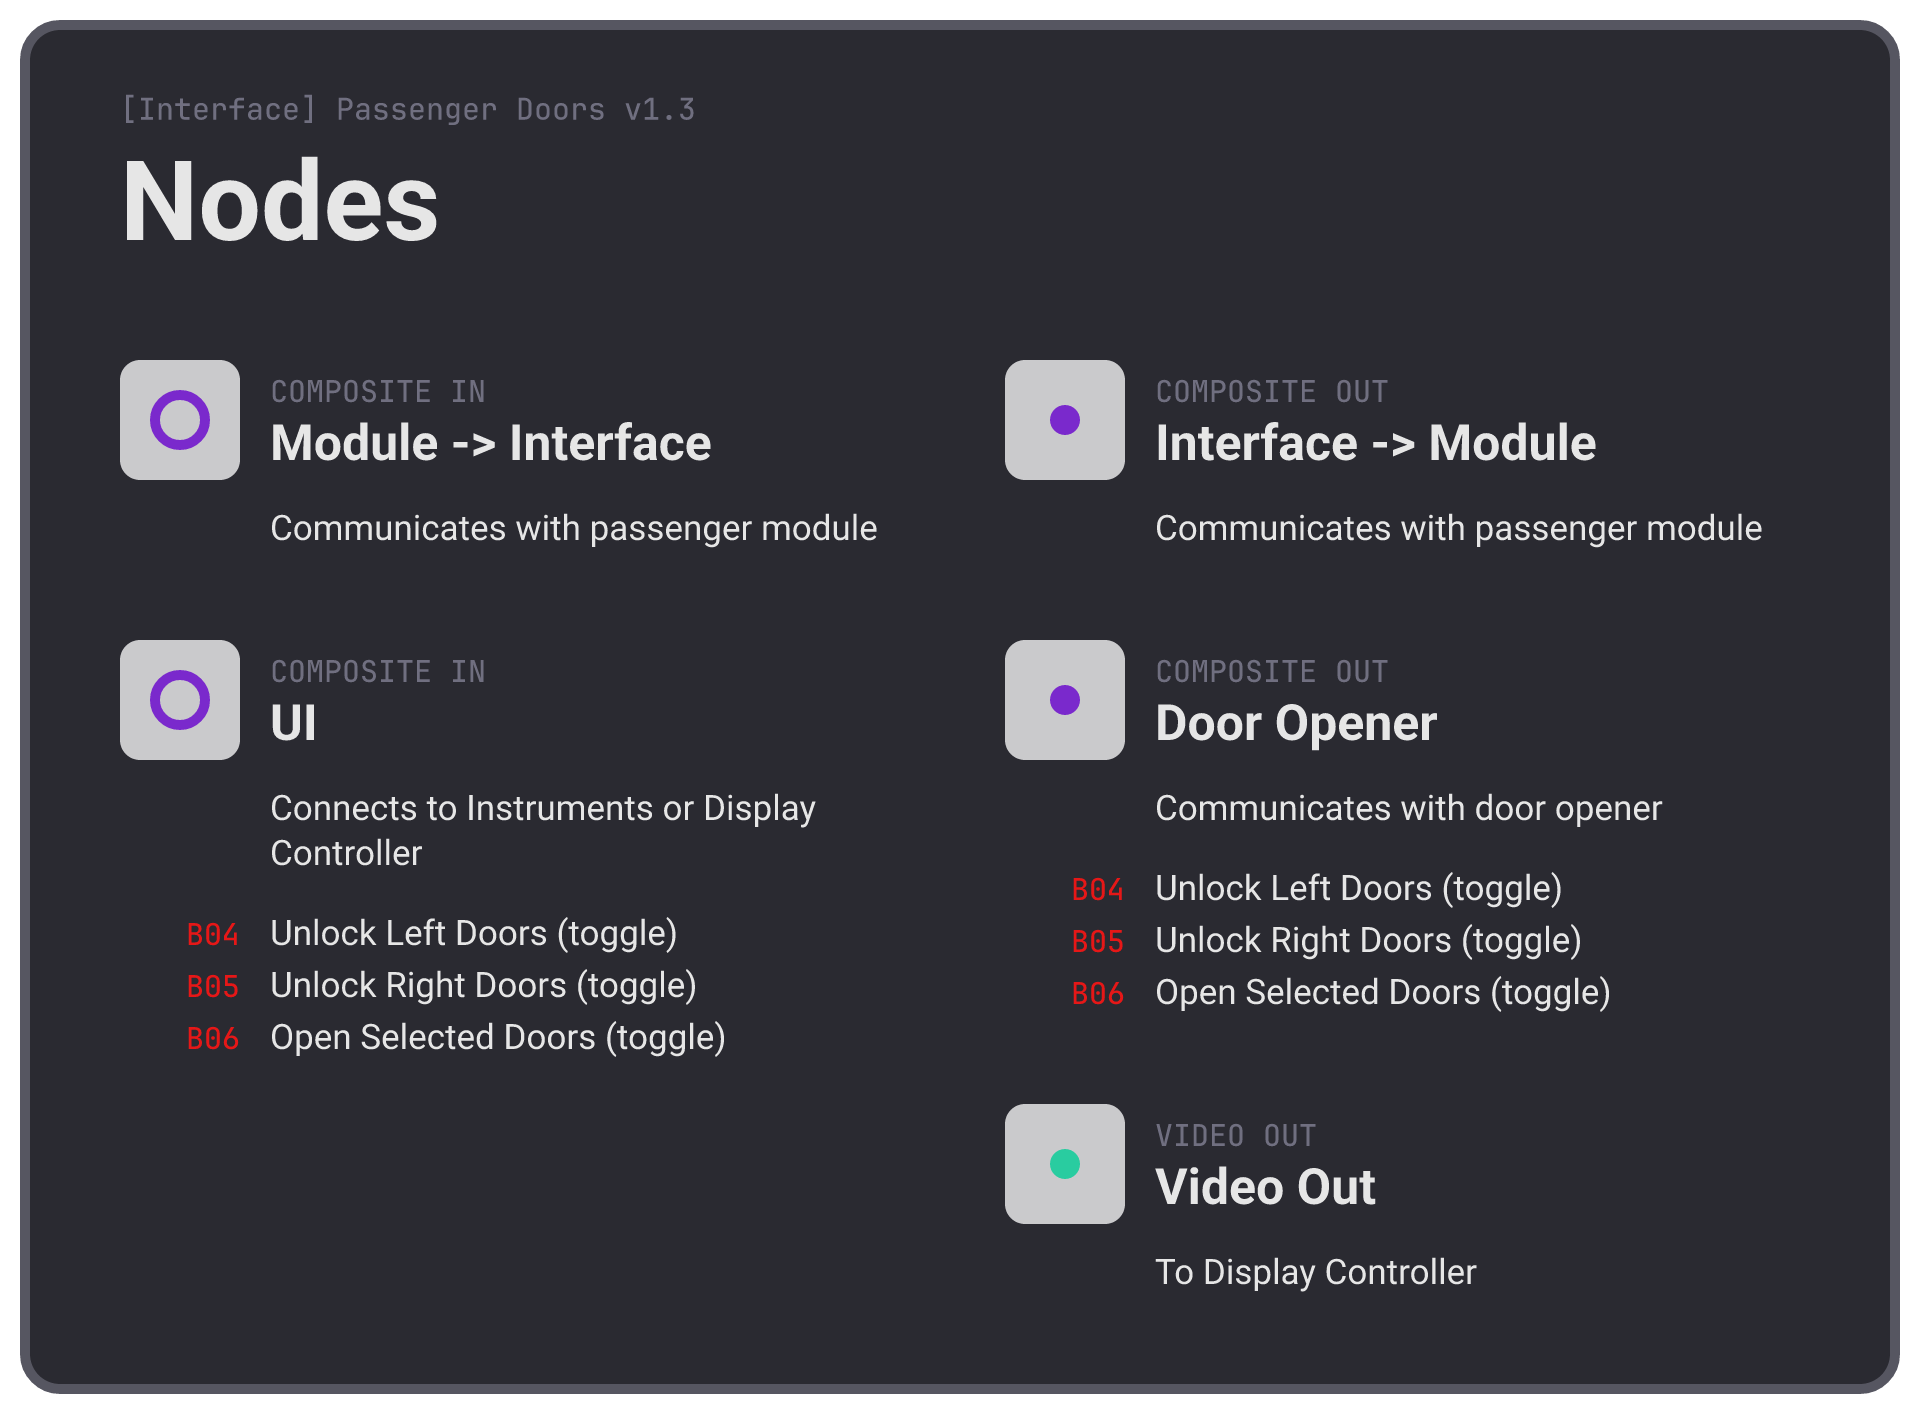 [Interface] Passenger Doors v1.3
Nodes
COMPOSITE IN
Module -> Interface
Communicates with passenger module
COMPOSITE OUT
Interface -> Module
Communicates with passenger module
COMPOSITE IN
UI
Connects to Instruments or Display
Controller
B04 Unlock Left Doors (toggle)
B05 Unlock Right Doors (toggle)
B06 Open Selected Doors (toggle)
COMPOSITE OUT
Door Opener
Communicates with door opener
B04 Unlock Left Doors (toggle)
B05 Unlock Right Doors (toggle)
B06 Open Selected Doors (toggle)
VIDEO OUT
Video Out
To Display Controller